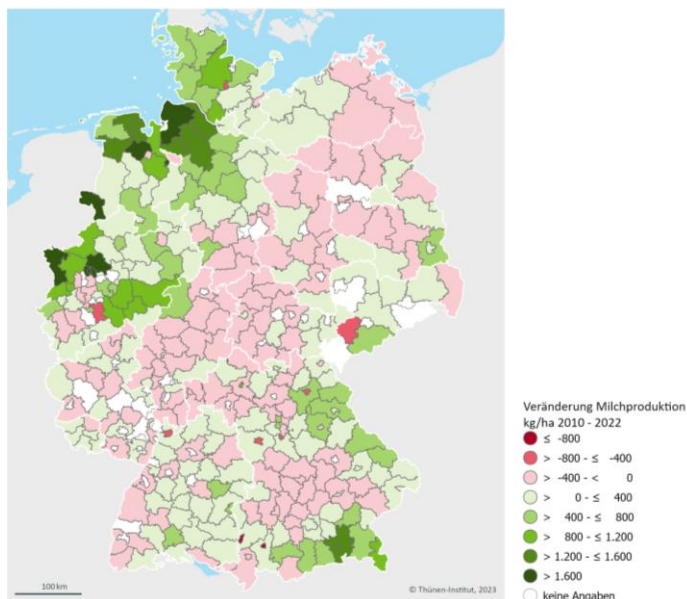 Veränderung Milchproduktion
kg/ha 2010 - 2022
≤ -800
> -800 - ≤ -400
> -400 - < 0
> 0 - ≤ 400
> 400 - ≤ 800
> 800 - ≤ 1.200
> 1.200 - ≤ 1.600
> 1.600
keine Angaben
100 km
© Thünen-Institut, 2023